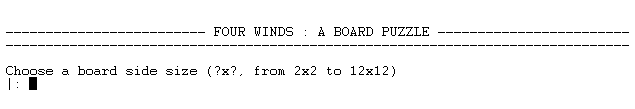 ------------------------- FOUR WINDS : A BOARD PUZZLE ------------------------
------------------------------------------------------------------------------
Choose a board side size (?x?, from 2x2 to 12x12)
|: